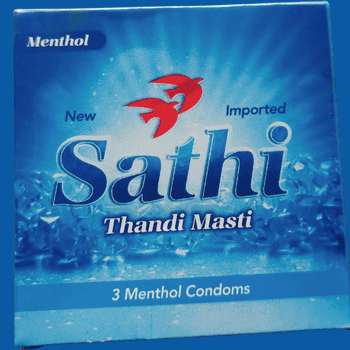 Menthol
New
Imported
Sathi
Thandi Masti
3 Menthol Condoms